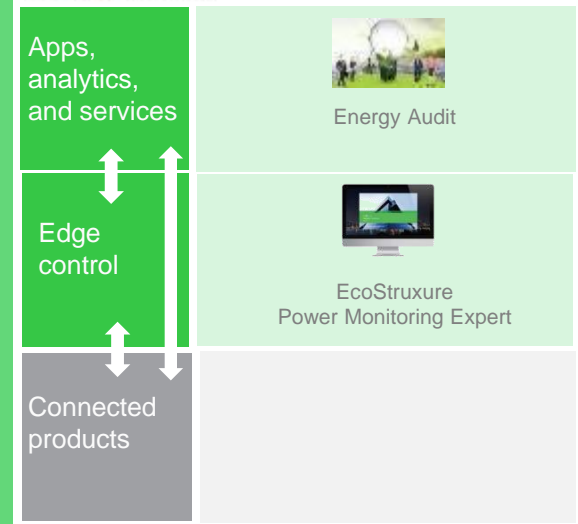 Apps,
analytics,
and services
Energy Audit
Edge
control
EcoStruxure
Power Monitoring Expert
Connected
products